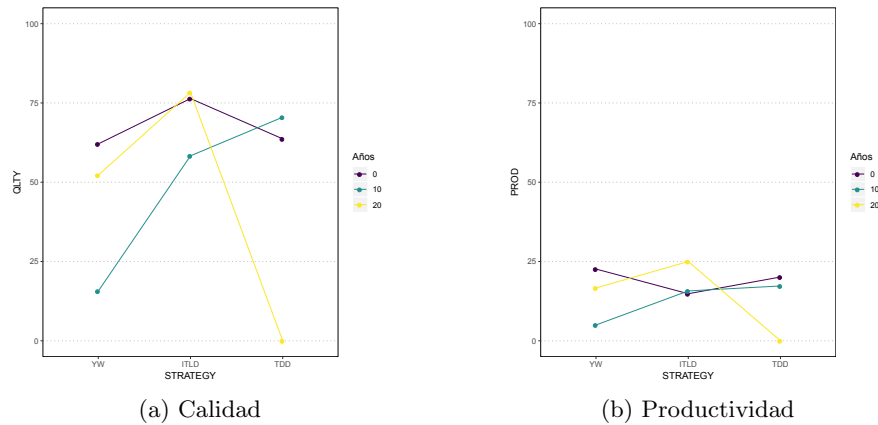 100
75
50
25
0
QLTY
YW ITLD TDD
STRATEGY
Años
0
10
20
(a) Calidad
100
75
50
25
0
PROD
YW ITLD TDD
STRATEGY
Años
0
10
20
(b) Productividad